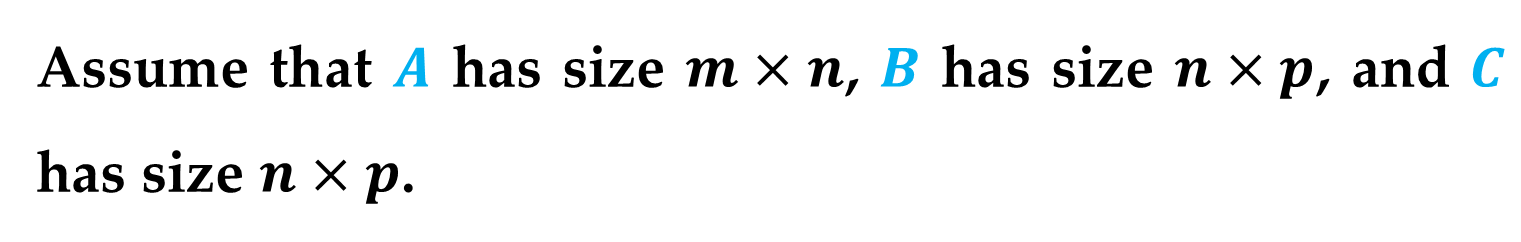 Assume that A has size m × n, B has size n × p, and C
has size n × p.